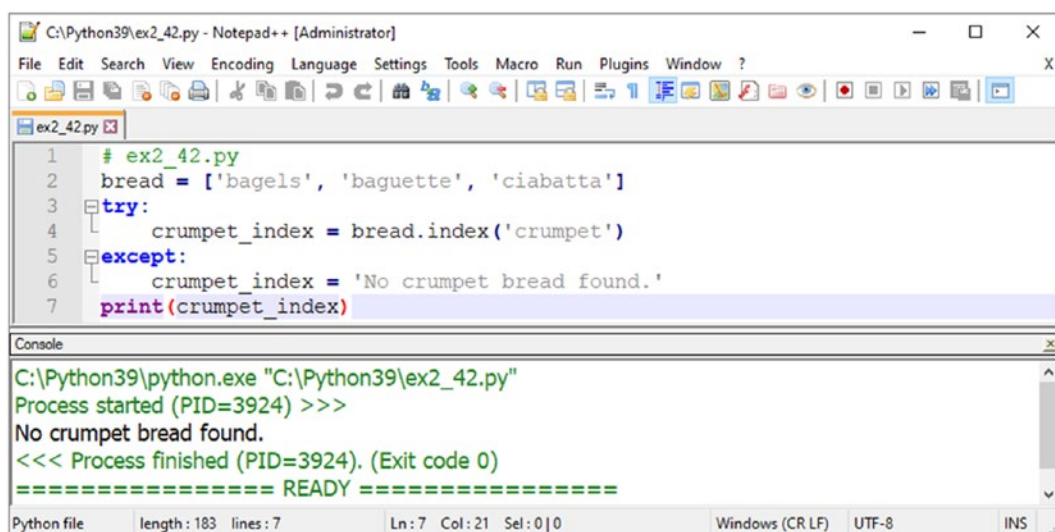 C:\Python39\ex2_42.py - Notepad++ [Administrator]
File Edit Search View Encoding Language Settings Tools Macro Run Plugins Window ? X
ex2_42.py
1 # ex2_42.py
2 bread = ['bagels', 'baguette', 'ciabatta']
3 try:
4 crumpet_index = bread.index('crumpet')
5 except:
6 crumpet_index = 'No crumpet bread found.'
7 print(crumpet_index)
Console
C:\Python39\python.exe "C:\Python39\ex2_42.py"
Process started (PID=3924) >>>
No crumpet bread found.
<<< Process finished (PID=3924). (Exit code 0)
================ READY ================
Python file length : 183 lines : 7 Ln : 7 Col : 21 Sel : 0 | 0 Windows (CR LF) UTF-8 INS